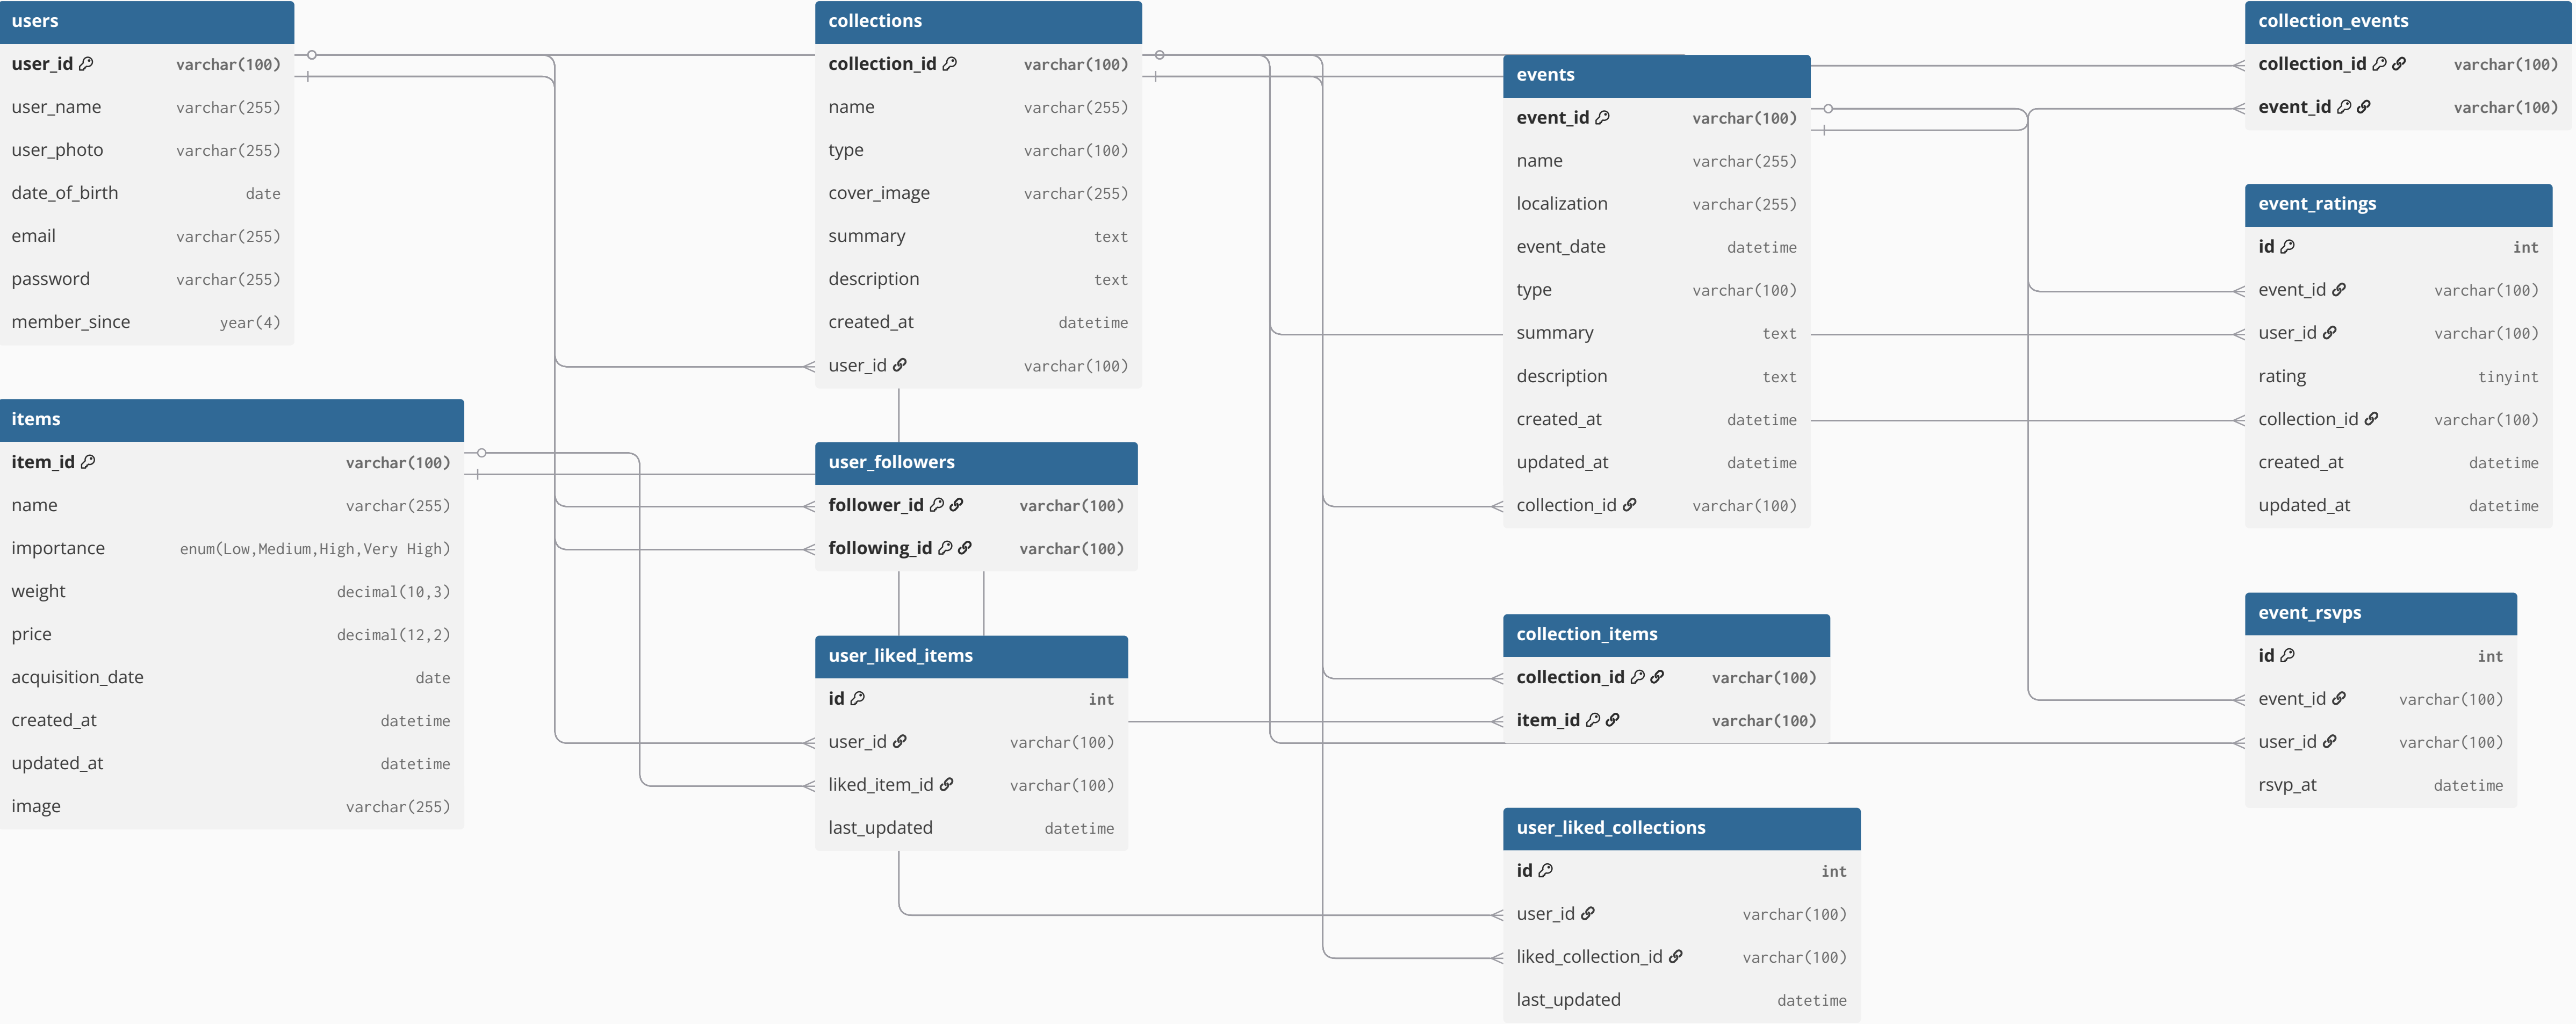 users
user_id varchar(100)
user_name varchar(255)
user_photo varchar(255)
date_of_birth date
email varchar(255)
password varchar(255)
member_since year(4)
items
item_id varchar(100)
name varchar(255)
importance enum(Low,Medium,High,Very High)
weight decimal(10,3)
price decimal(12,2)
acquisition_date date
created_at datetime
updated_at datetime
image varchar(255)
collections
collection_id varchar(100)
name varchar(255)
type varchar(100)
cover_image varchar(255)
summary text
description text
created_at datetime
user_id varchar(100)
user_followers
follower_id varchar(100)
following_id varchar(100)
user_liked_items
id int
user_id varchar(100)
liked_item_id varchar(100)
last_updated datetime
events
event_id varchar(100)
name varchar(255)
localization varchar(255)
event_date datetime
type varchar(100)
summary text
description text
created_at datetime
updated_at datetime
collection_id varchar(100)
collection_items
collection_id varchar(100)
item_id varchar(100)
user_liked_collections
id int
user_id varchar(100)
liked_collection_id varchar(100)
last_updated datetime
collection_events
collection_id varchar(100)
event_id varchar(100)
event_ratings
id int
event_id varchar(100)
user_id varchar(100)
rating tinyint
collection_id varchar(100)
created_at datetime
updated_at datetime
event_rsvps
id int
event_id varchar(100)
user_id varchar(100)
rsvp_at datetime